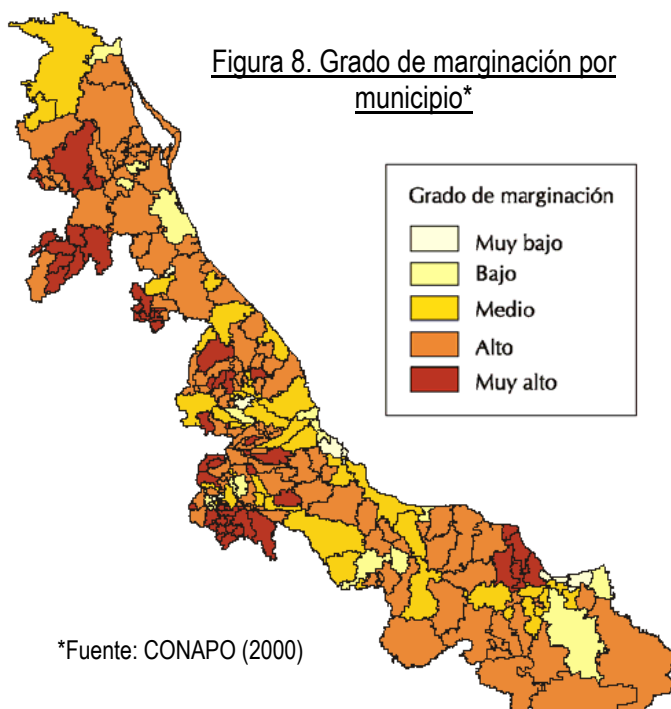 Figura 8. Grado de marginación por
municipio*
Grado de marginación
Muy bajo
Bajo
Medio
Alto
Muy alto
*Fuente: CONAPO (2000)